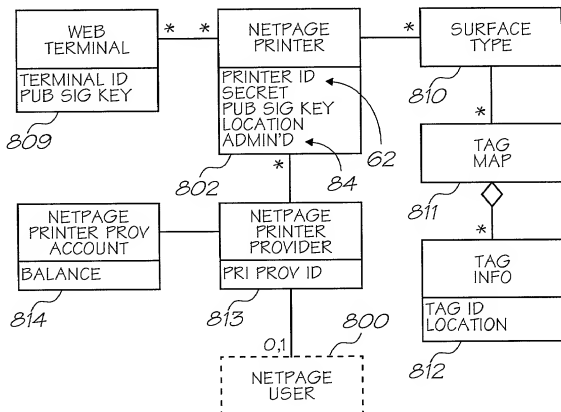 WEB
TERMINAL
TERMINAL ID
PUB SIG KEY
809
*
*
NETPAGE
PRINTER
PRINTER ID
SECRET
PUB SIG KEY
LOCATION
ADMIN'D
802
62
84
*
*
SURFACE
TYPE
810
*
TAG
MAP
811
*
TAG
INFO
TAG ID
LOCATION
812
NETPAGE
PRINTER PROV
ACCOUNT
BALANCE
814
NETPAGE
PRINTER
PROVIDER
PRI PROV ID
813
800
0,1
NETPAGE
USER